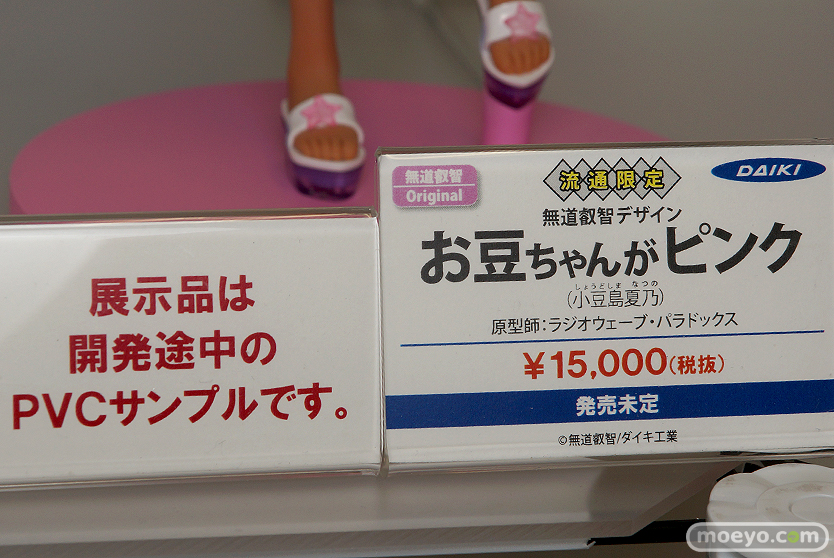 展示品は
開発途中の
PVCサンプルです。
無道叡智
Original
流通限定
DAIKI
無道叡智デザイン
お豆ちゃんがピンク
しょうどしま なつの
(小豆島夏乃)
原型師:ラジオウェーブ・パラドックス
¥15,000(税抜)
発売未定
©無道叡智/ダイキ工業
moeyo.com